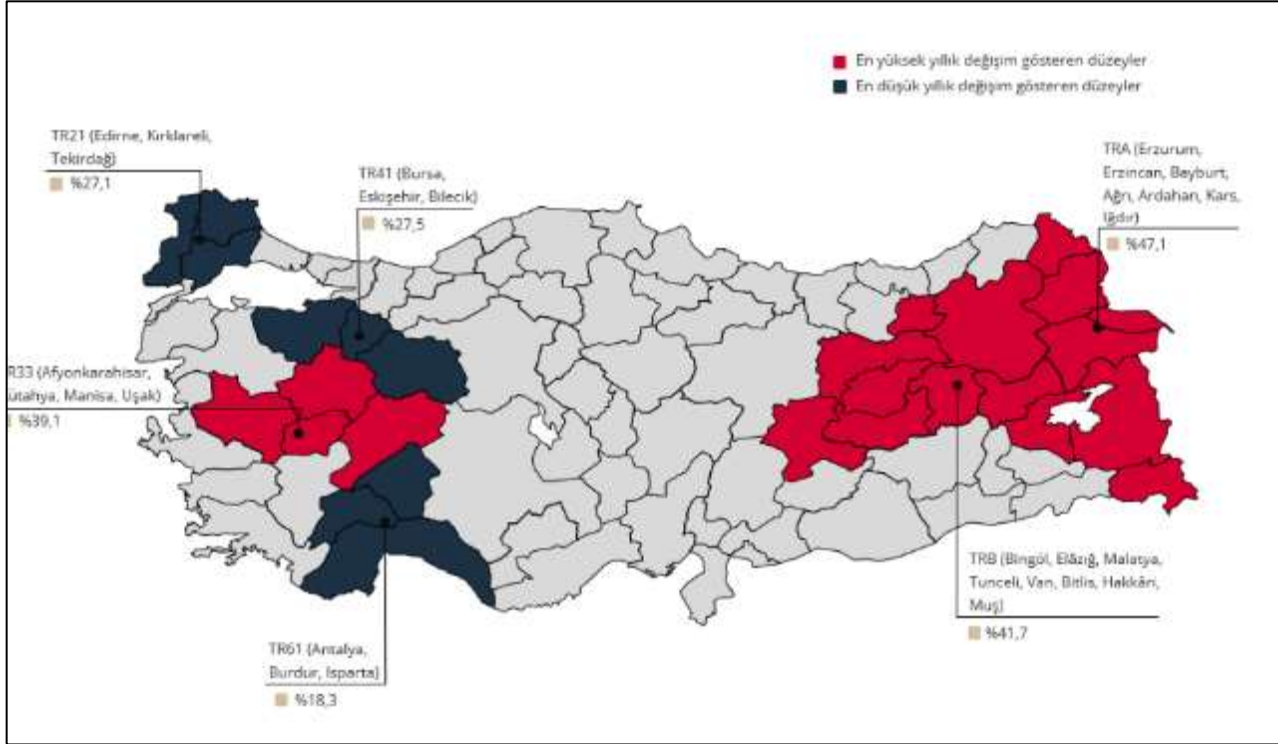 En yüksek yıllık değişim gösteren düzeyler
En düşük yıllık değişim gösteren düzeyler
TR21 (Edirne, Kırklareli,
Tekirdağ)
%27,1
TR41 (Bursa,
Eskişehir, Bilecik)
%27,5
TRA (Erzurum,
Erzincan, Bayburt,
Ağrı, Ardahan, Kars,
Iğdır)
%47,1
R33 (Afyonkarahisar,
ütahya, Manisa, Uşak)
%39,1
TRB (Bingöl, Elâzığ, Malatya,
Tunceli, Van, Bitlis, Hakkâri,
Muş)
%41,7
TR61 (Antalya,
Burdur, Isparta)
%18,3